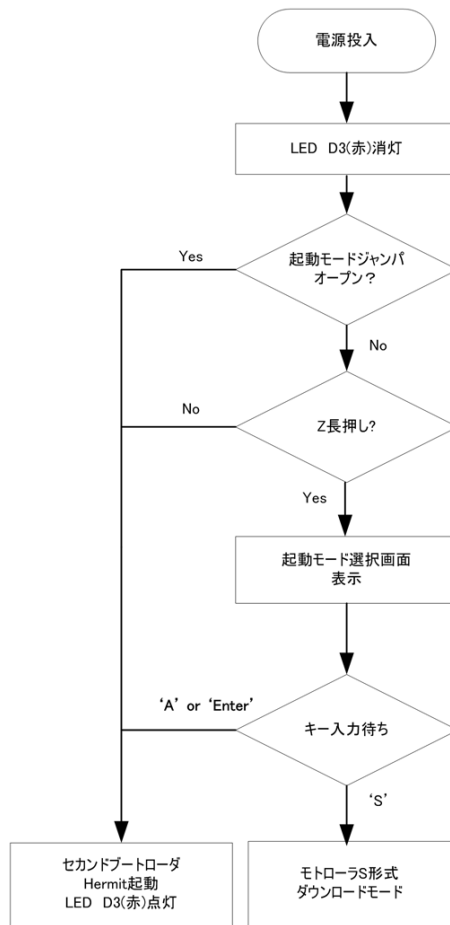 電源投入
LED　D3(赤)消灯
Yes
起動モードジャンパ
オープン？
No
No
Z長押し?
Yes
起動モード選択画面
表示
‘A’ or ‘Enter’
キー入力待ち
‘S’
セカンドブートローダ
Hermit起動
LED　D3(赤)点灯
モトローラS形式
ダウンロードモード